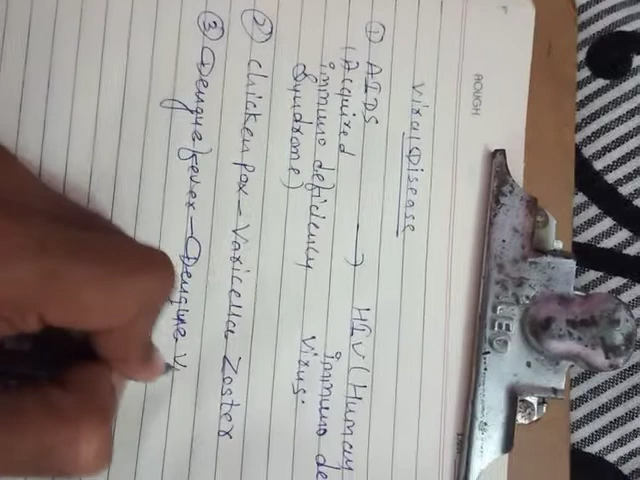 ROUGH
Viral Disease
① AIDS → HIV (Human
(Acquired immuno de
immuno deficiency Virus.
Syndrome)
② Chicken pox - Varicella Zoster
③ Dengue fever - Dengue V
LEO